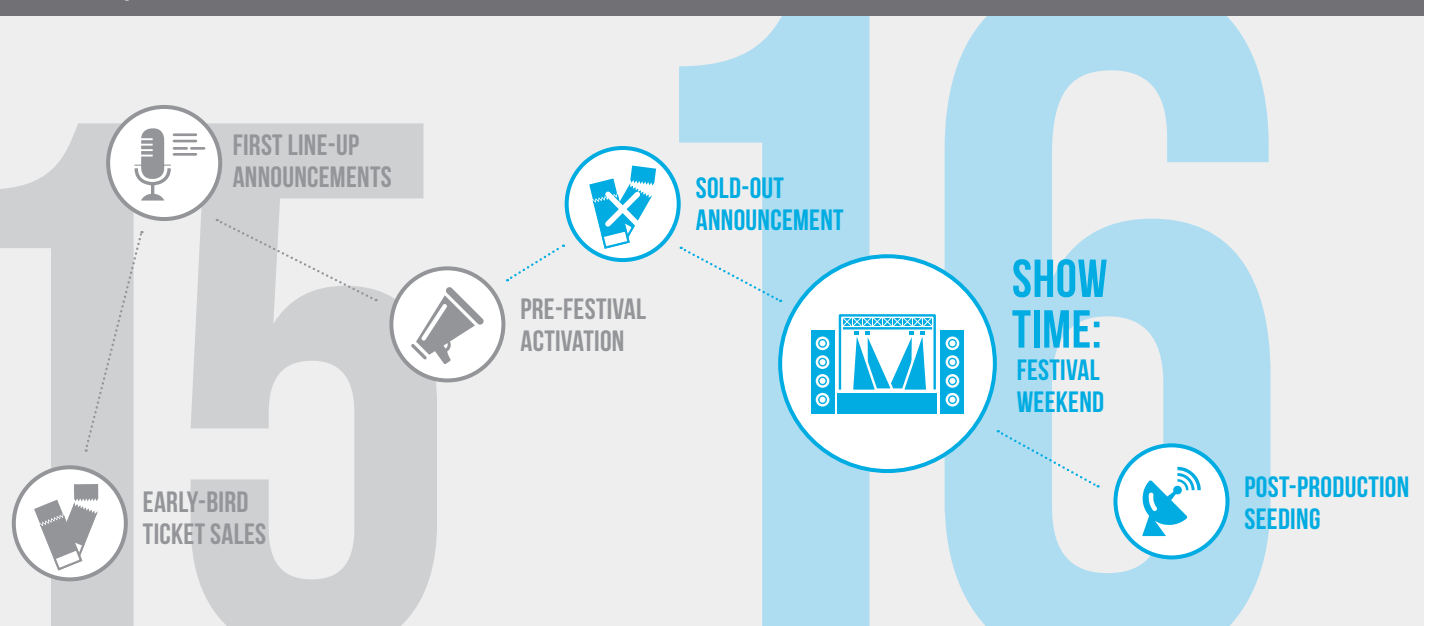 15
16
FIRST LINE-UP
ANNOUNCEMENTS
SOLD-OUT
ANNOUNCEMENT
SHOW
TIME:
FESTIVAL
WEEKEND
PRE-FESTIVAL
ACTIVATION
EARLY-BIRD
TICKET SALES
POST-PRODUCTION
SEEDING